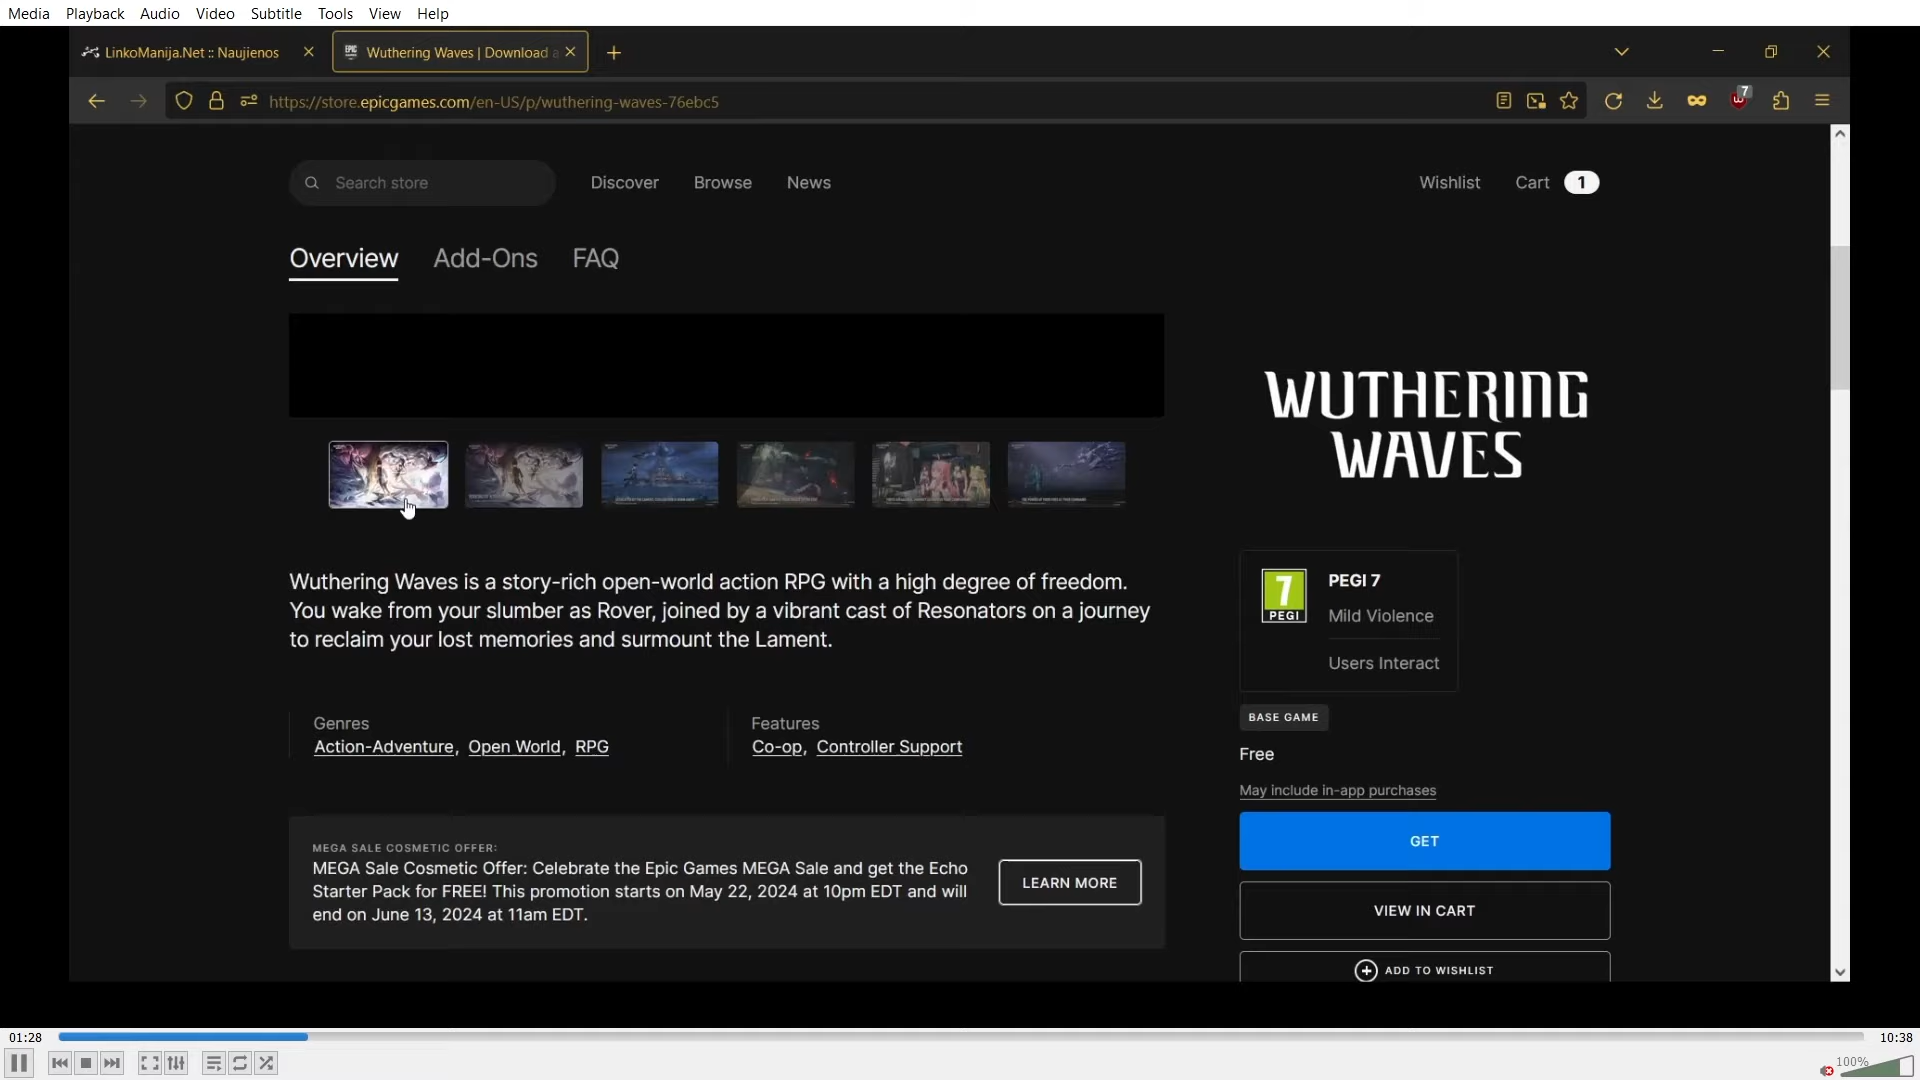 Media Playback Audio Video Subtitle Tools View Help
LinkoManija.Net :: Naujienos
Wuthering Waves | Download a
https://store.epicgames.com/en-US/p/wuthering-waves-76ebc5
7
Search store
Discover Browse News
Wishlist Cart 1
Overview Add-Ons FAQ
WUTHERING
WAVES
Wuthering Waves is a story-rich open-world action RPG with a high degree of freedom.
You wake from your slumber as Rover, joined by a vibrant cast of Resonators on a journey
to reclaim your lost memories and surmount the Lament.
7
PEGI
PEGI 7
Mild Violence
Users Interact
Genres
Action-Adventure, Open World, RPG
Features
Co-op, Controller Support
BASE GAME
Free
May include in-app purchases
GET
VIEW IN CART
ADD TO WISHLIST
MEGA SALE COSMETIC OFFER:
MEGA Sale Cosmetic Offer: Celebrate the Epic Games MEGA Sale and get the Echo
Starter Pack for FREE! This promotion starts on May 22, 2024 at 10pm EDT and will
end on June 13, 2024 at 11am EDT.
LEARN MORE
01:28
10:38
100%